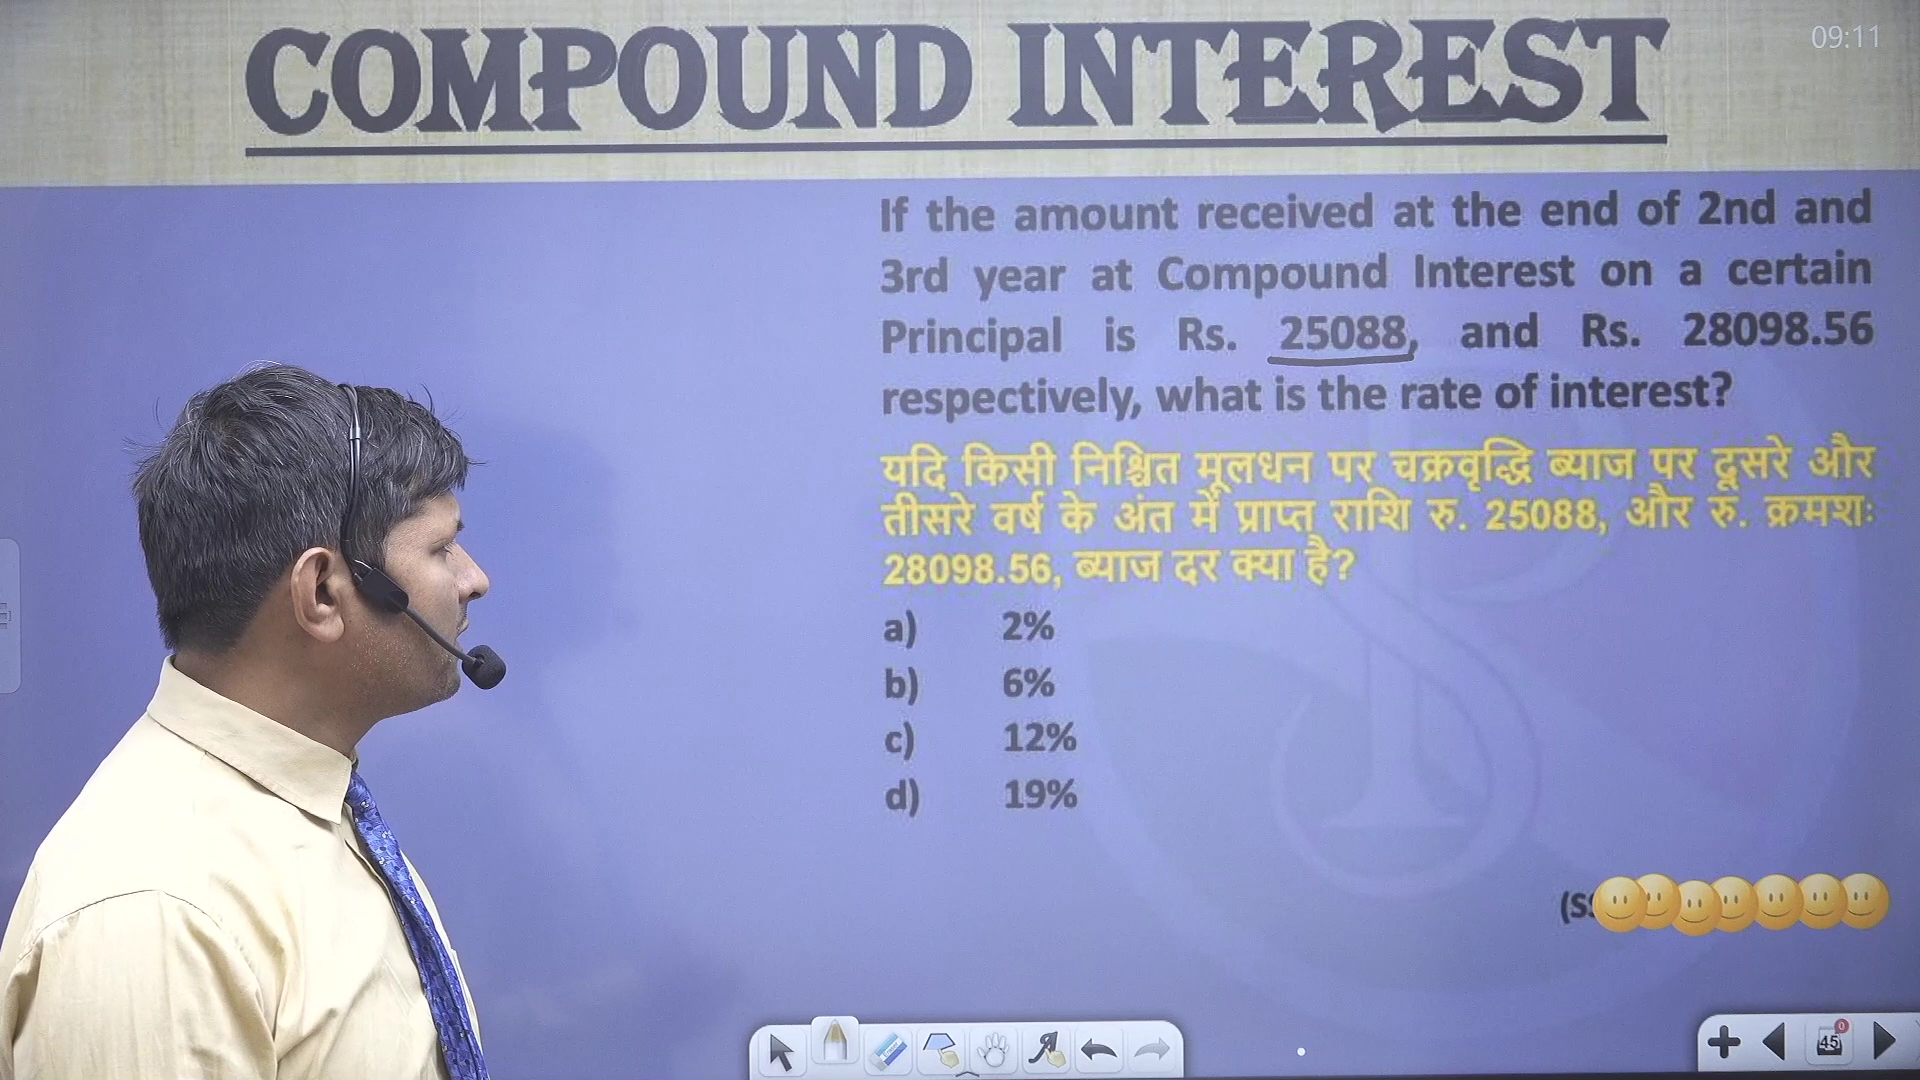 COMPOUND INTEREST
09:11
If the amount received at the end of 2nd and
3rd year at Compound Interest on a certain
Principal is Rs. 25088, and Rs. 28098.56
respectively, what is the rate of interest?
यदि किसी निश्चित मूलधन पर चक्रवृद्धि ब्याज पर दूसरे और
तीसरे वर्ष के अंत में प्राप्त राशि रु. 25088, और रु. क्रमशः
28098.56, ब्याज दर क्या है?
a) 2%
b) 6%
c) 12%
d) 19%
45
0